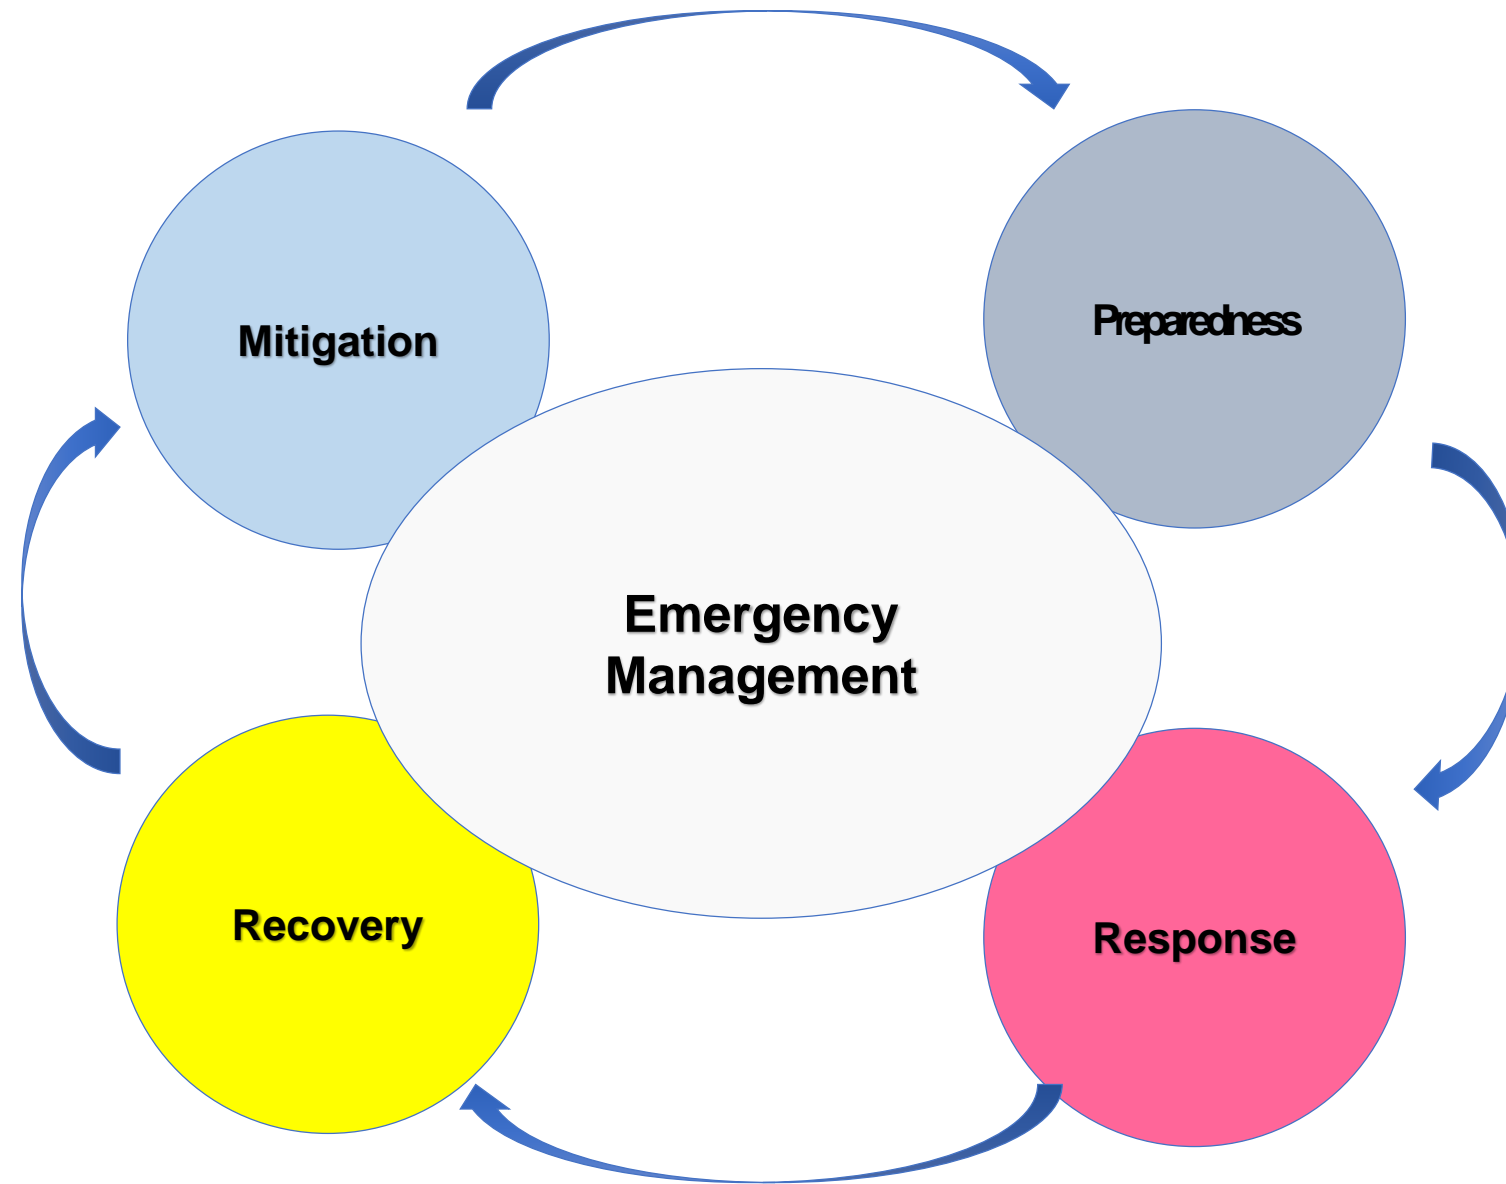 Mitigation
Preparedness
Emergency
Management
Recovery
Response